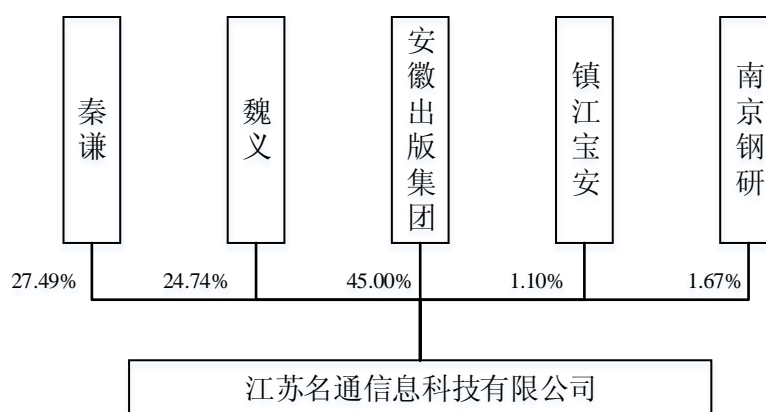 秦谦
魏义
安徽出版集团
镇江宝安
南京钢研
27.49%
24.74%
45.00%
1.10%
1.67%
江苏名通信息科技有限公司